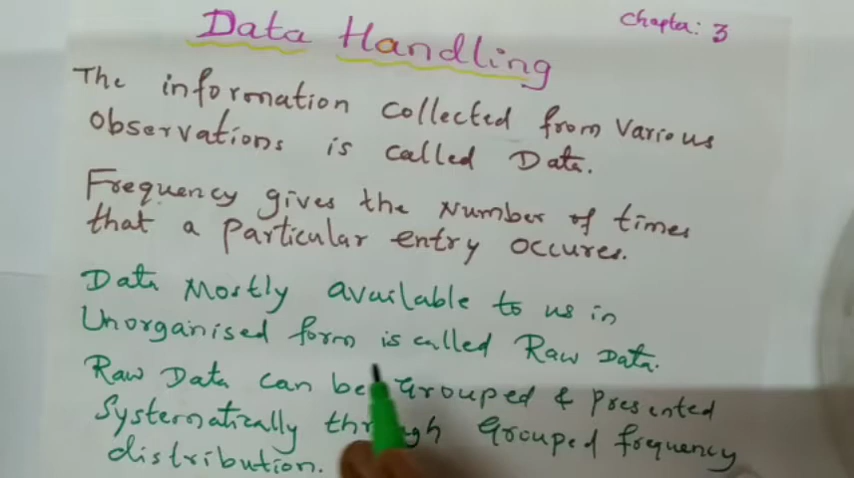 Chapter: 3
Data Handling
The information collected from various
observations is called Data.
Frequency gives the Number of times
that a particular entry occures.
Data Mostly available to us in
Unorganised form is called Raw Data.
Raw Data can be Grouped & Presented
Systematically through Grouped frequency
distribution.